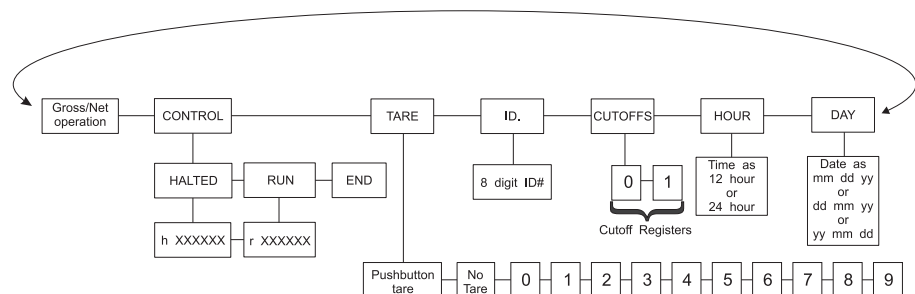 Gross/Net
operation
CONTROL
TARE
ID.
CUTOFFS
HOUR
DAY
HALTED
RUN
END
8 digit ID#
0
1
Time as
12 hour
or
24 hour
Date as
mm dd yy
or
dd mm yy
or
yy mm dd
h XXXXXX
r XXXXXX
Cutoff Registers
Pushbutton
tare
No
Tare
0
1
2
3
4
5
6
7
8
9